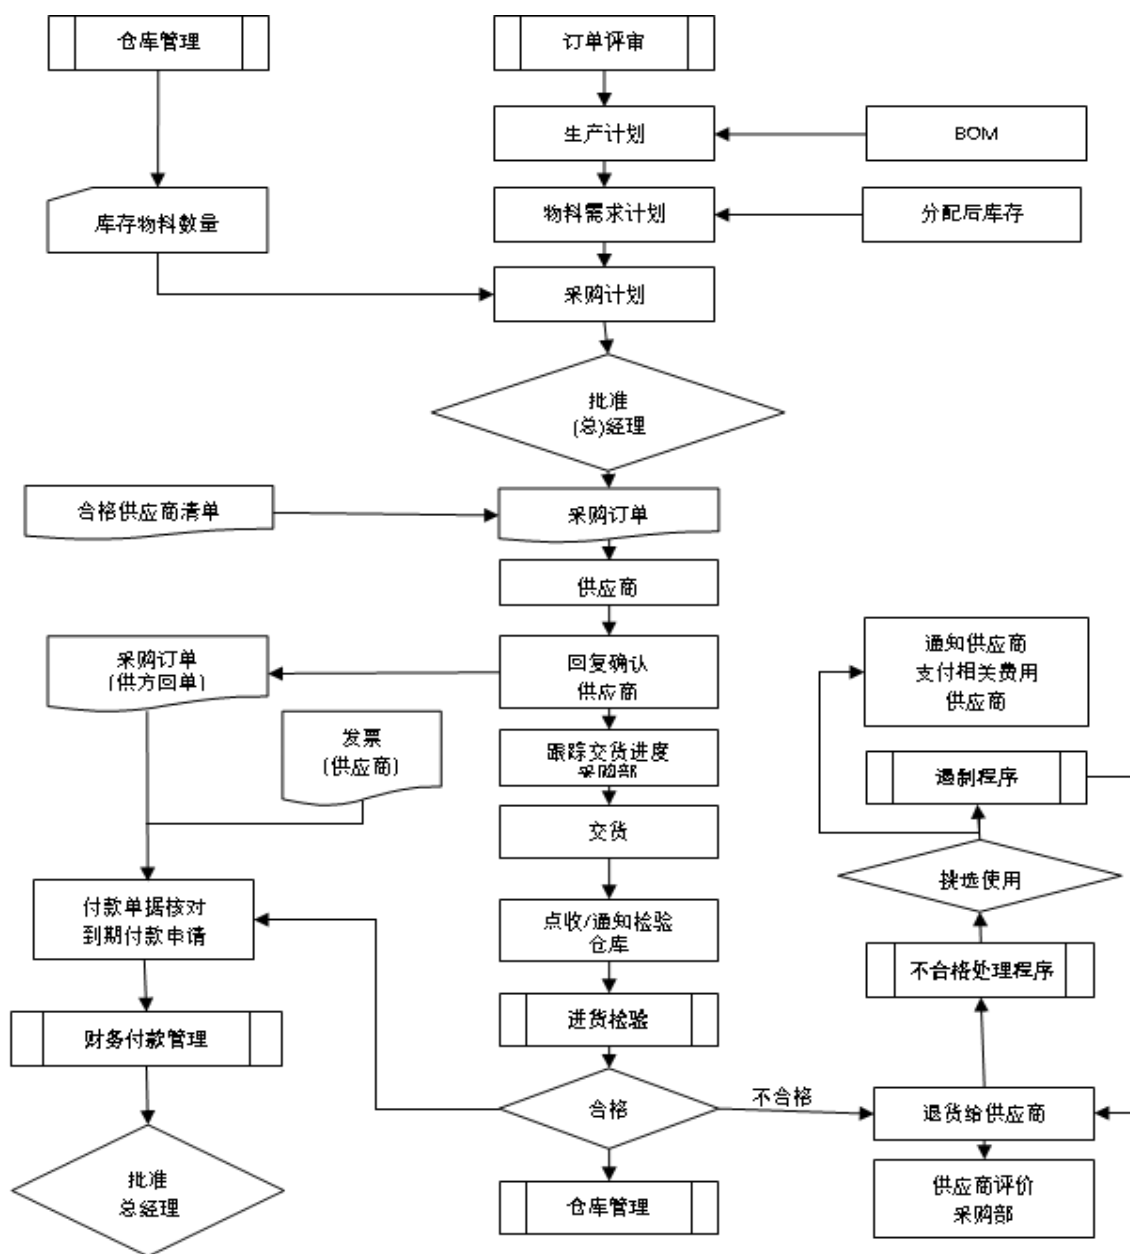 仓库管理
订单评审
生产计划
BOM
库存物料数量
物料需求计划
分配后库存
采购计划
批准
(总)经理
合格供应商清单
采购订单
供应商
采购订单
(供方回单)
回复确认
供应商
通知供应商
支付相关费用
供应商
发票
(供应商)
跟踪交货进度
采购部
遏制程序
交货
挑选使用
付款单据核对
到期付款申请
点收/通知检验
仓库
不合格处理程序
财务付款管理
进货检验
合格
不合格
退货给供应商
批准
总经理
仓库管理
供应商评价
采购部